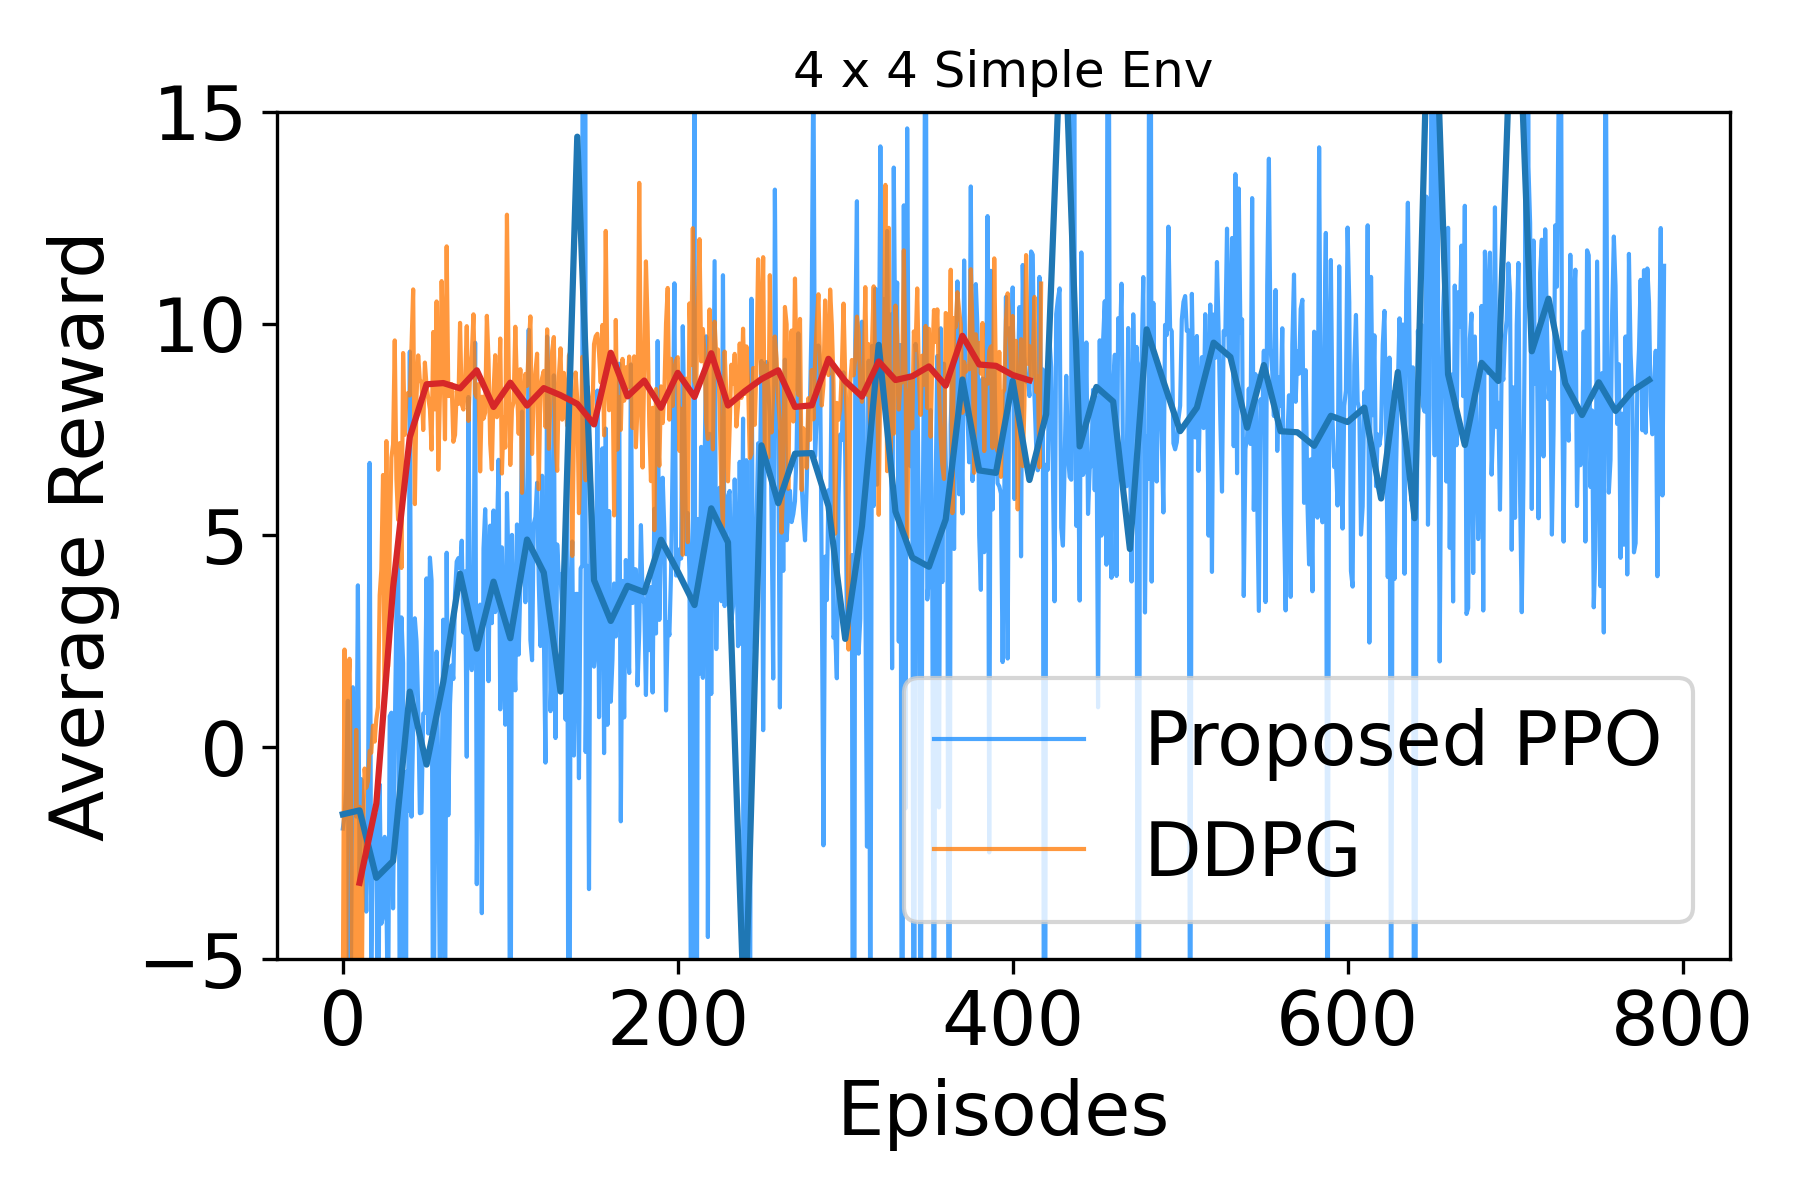 4 x 4 Simple Env
15
10
5
0
−5
Average Reward
Proposed PPO
DDPG
0 200 400 600 800
Episodes